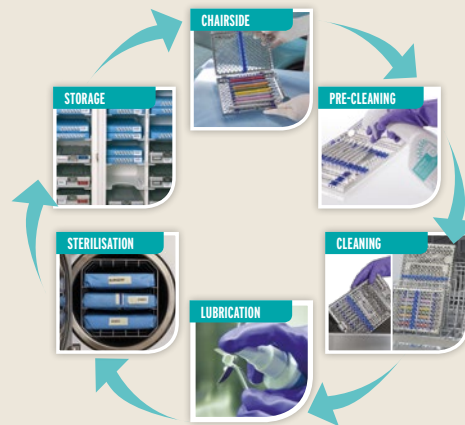 CHAIRSIDE
PRE-CLEANING
CLEANING
LUBRICATION
STERILISATION
STORAGE